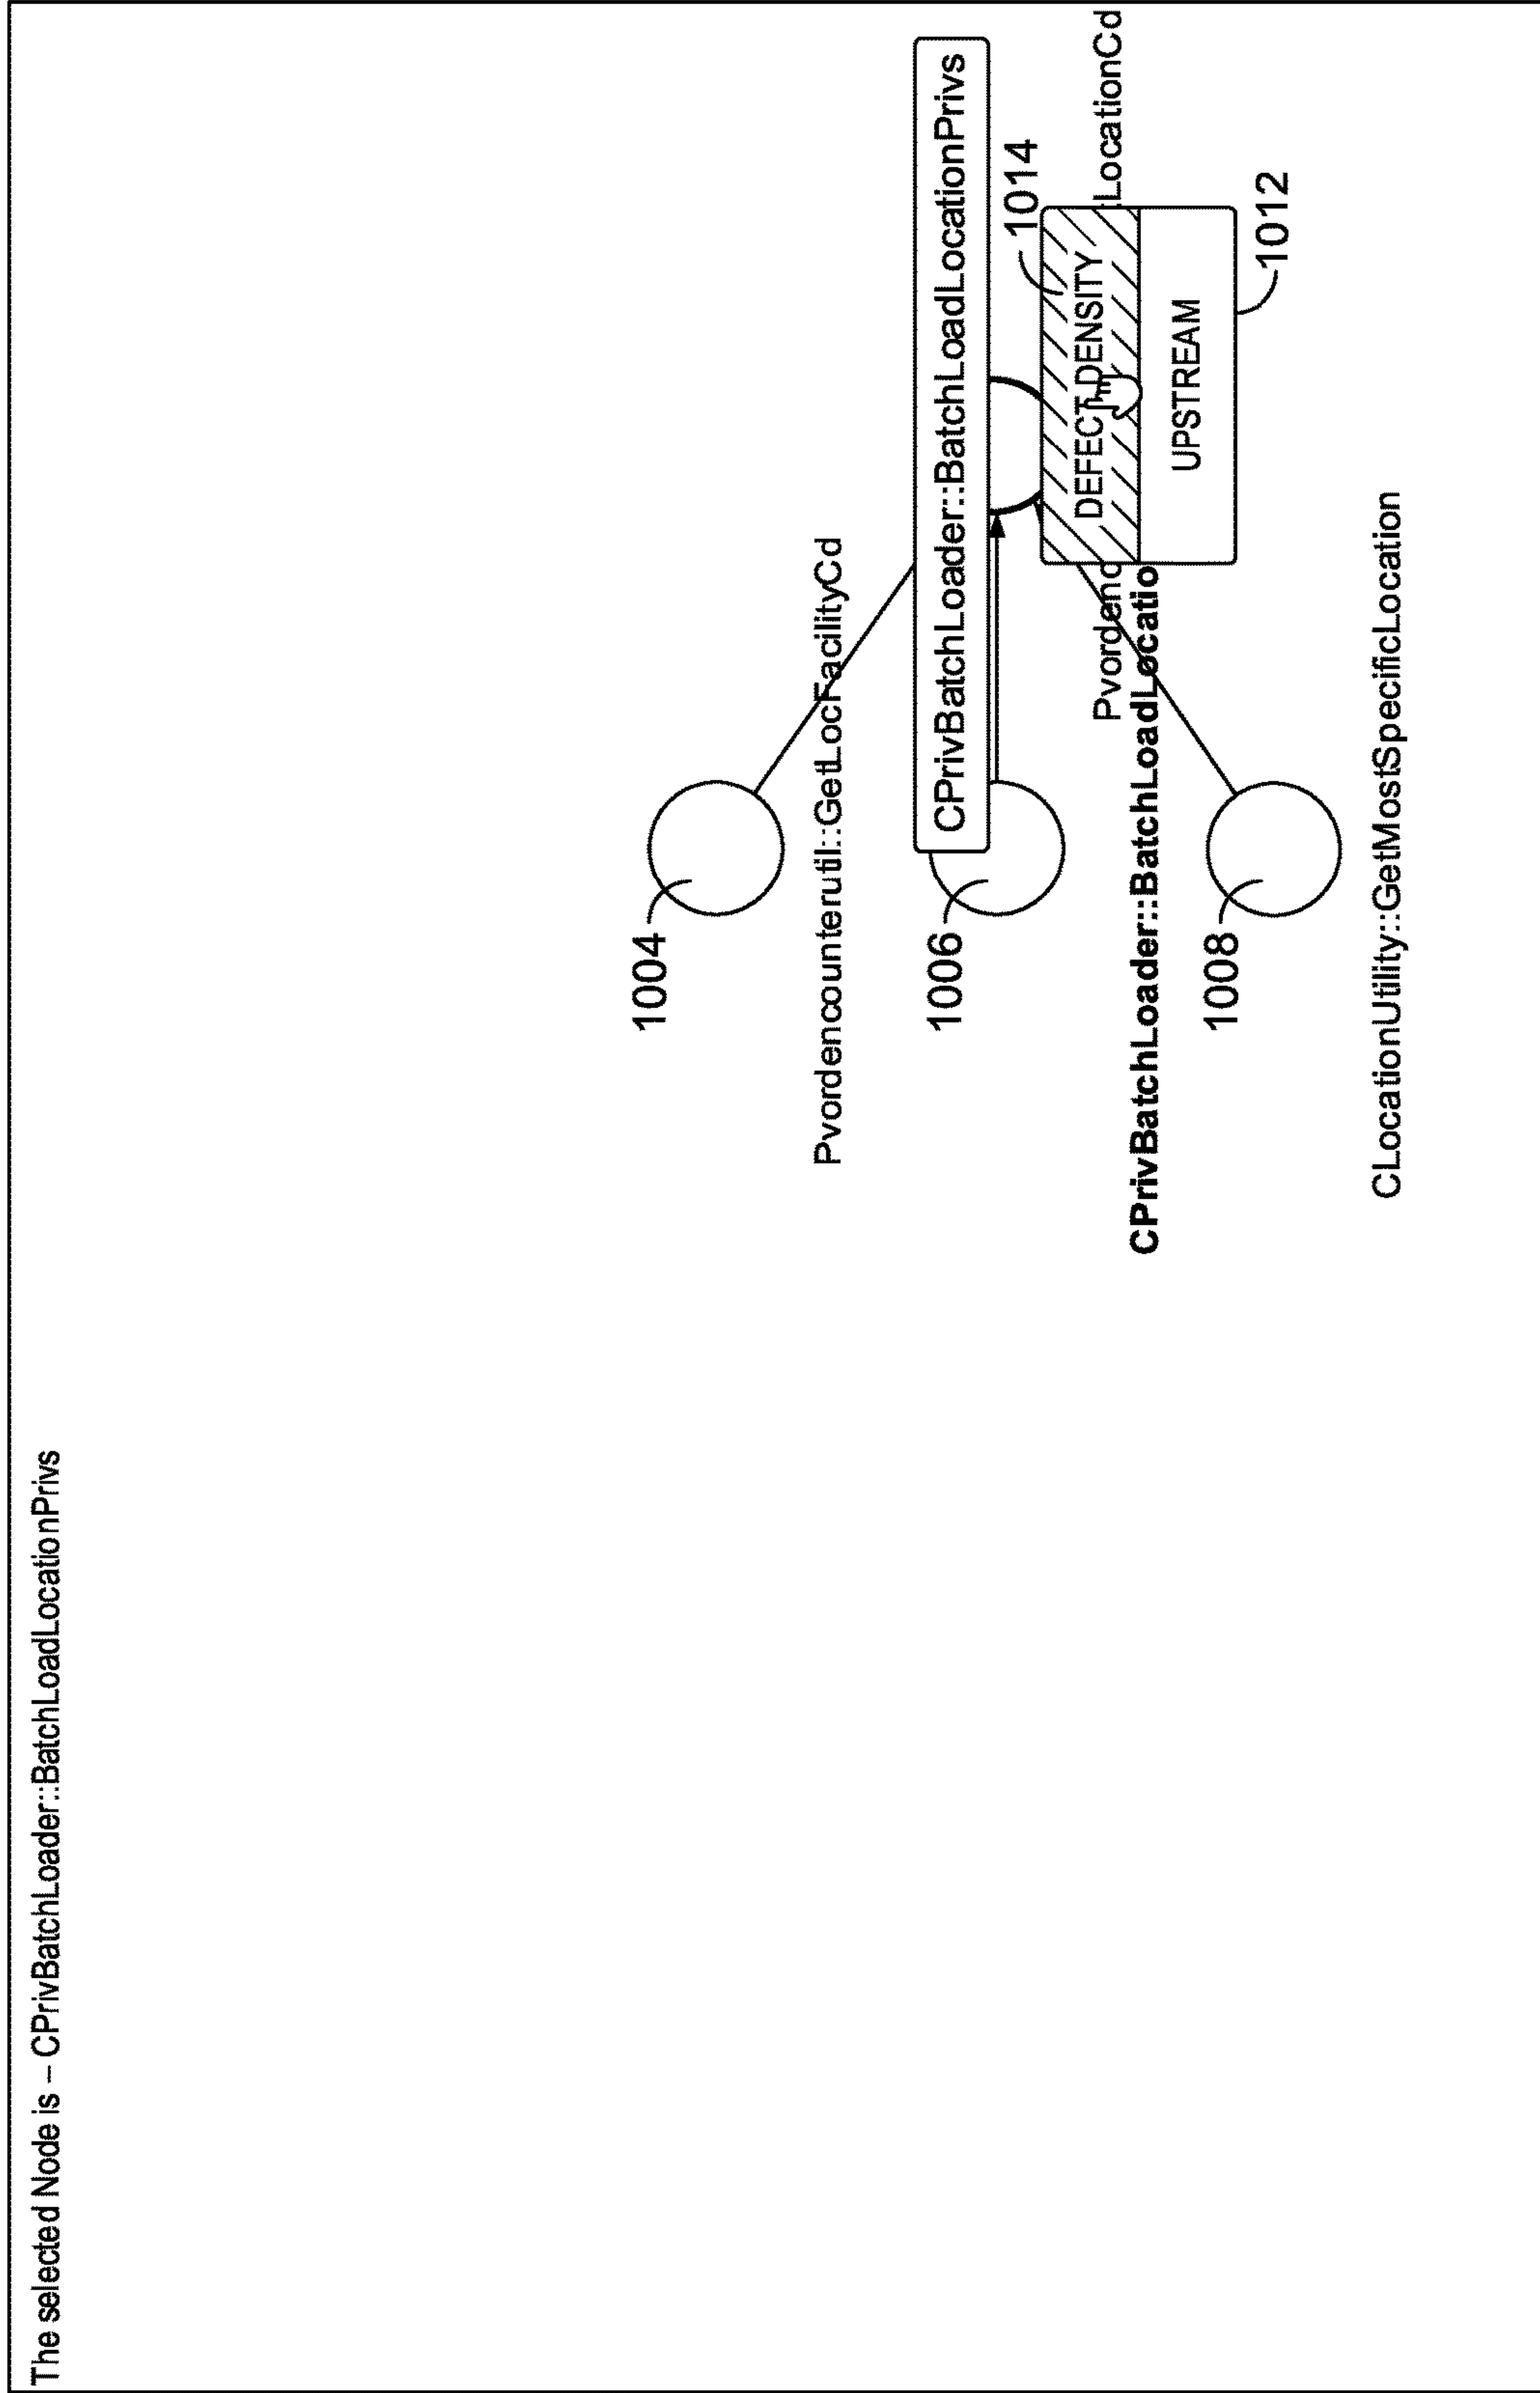 The selected Node is – CPrivBatchLoader::BatchLoadLocationPrivs
1004
Pvordencounterutil::GetLocFacilityCd
CPrivBatchLoader::BatchLoadLocationPrivs
1006
1014
DEFECT DENSITY
Pvordenc
LocationCd
CPrivBatchLoader::BatchLoadLocatio
UPSTREAM
1008
1012
CLocationUtility::GetMostSpecificLocation